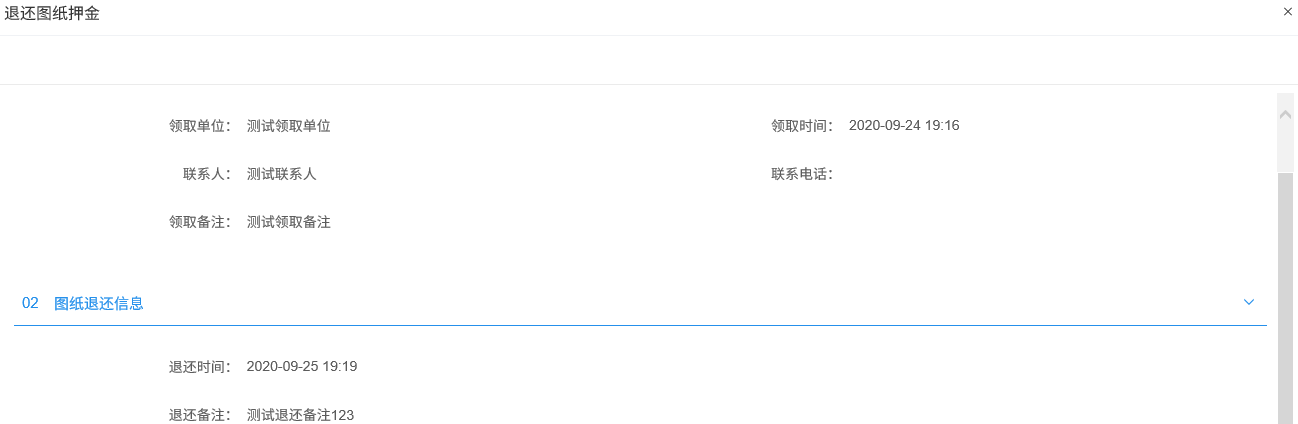 退还图纸押金 ×
领取单位： 测试领取单位 领取时间： 2020-09-24 19:16
联系人： 测试联系人 联系电话：
领取备注： 测试领取备注
02 图纸退还信息
退还时间： 2020-09-25 19:19
退还备注： 测试退还备注123